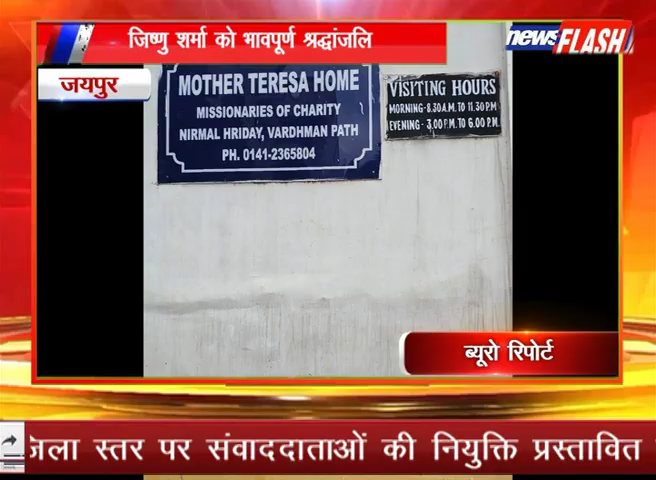 जिष्णु शर्मा को भावपूर्ण श्रद्धांजलि
news FLASH
जयपुर
MOTHER TERESA HOME
MISSIONARIES OF CHARITY
NIRMAL HRIDAY, VARDHMAN PATH
PH. 0141-2365804
VISITING HOURS
MORNING-8.30 A.M. TO 11.30 P.M
EVENING- 3.00 P.M. TO 6.00 P.M.
ब्यूरो रिपोर्ट
जिला स्तर पर संवाददाताओं की नियुक्ति प्रस्तावित